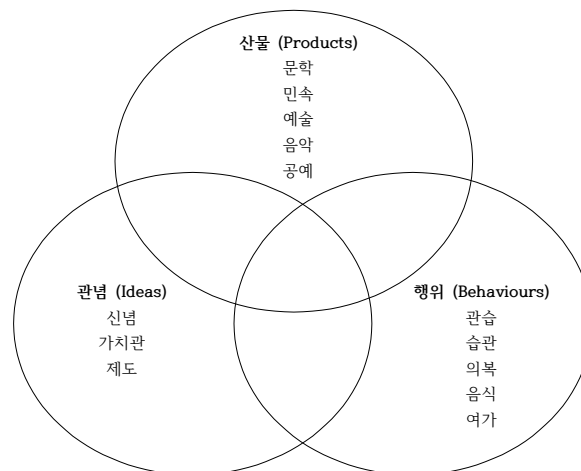 산물 (Products)
문학
민속
예술
음악
공예
관념 (Ideas)
신념
가치관
제도
행위 (Behaviours)
관습
습관
의복
음식
여가